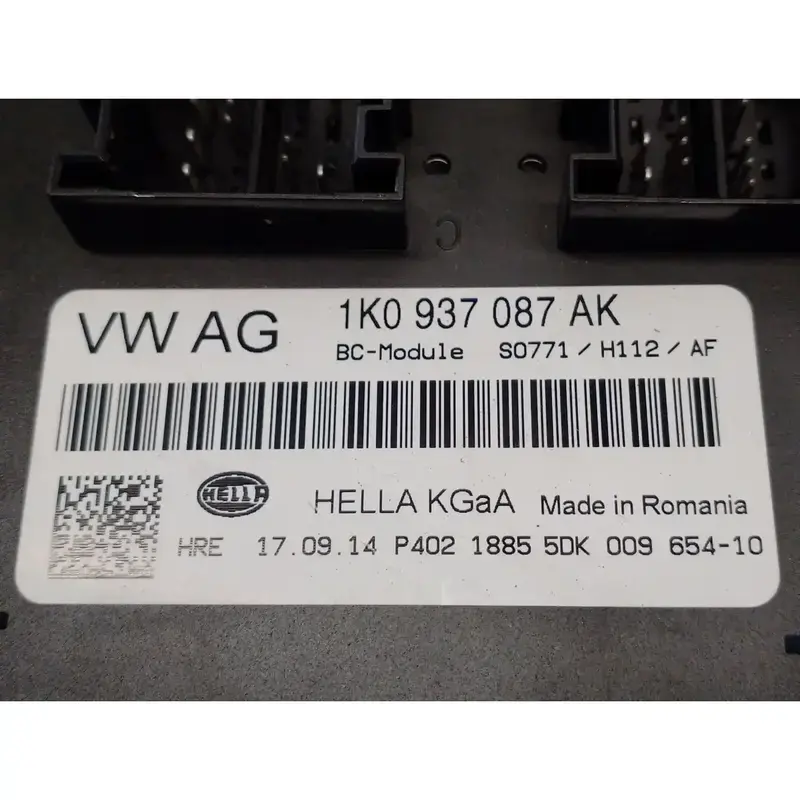 C
VW AG 1K0 937 087 AK
BC-Module S0771 / H112 / AF
HELLA HELLA KGaA Made in Romania
HRE 17.09.14 P402 1885 5DK 009 654-10